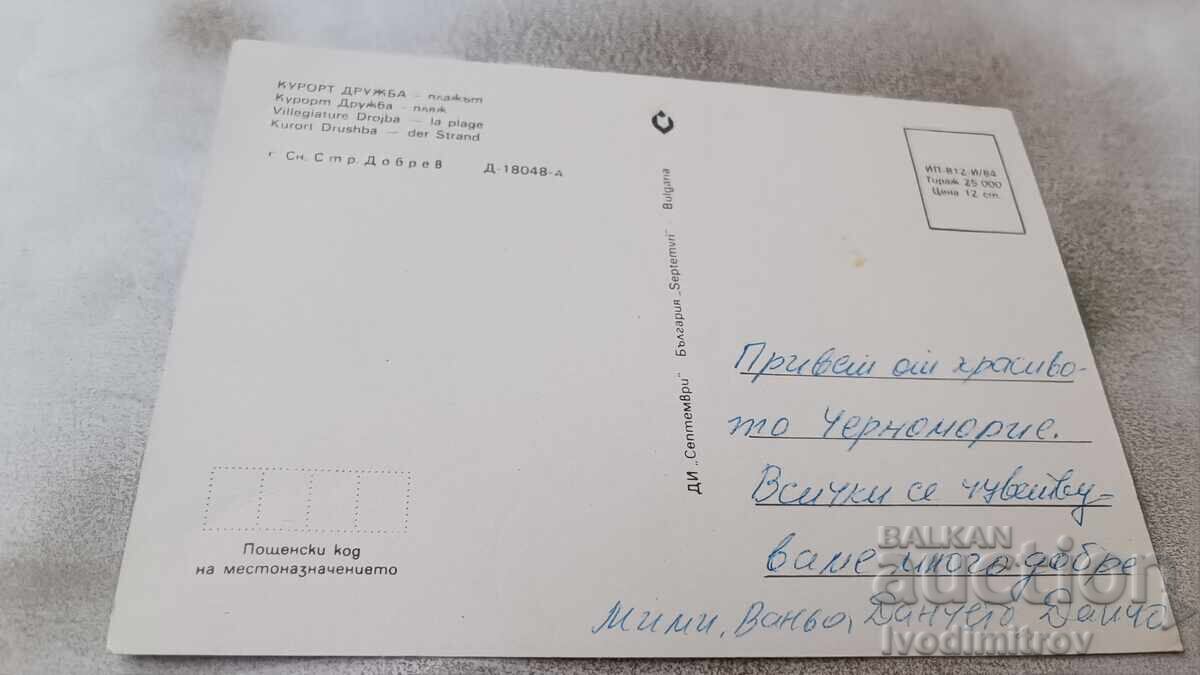 КУРОРТ ДРУЖБА – плажът
Курорт Дружба – пляж
Villegiature Drojba — la plage
Kurort Drushba — der Strand
Сн. Стр. Добрев Д-18048-А
ДИ „Септември" България „Septemvri" Bulgaria
ИП-812-И/84
Тираж 25 000
Цена 12 ст.
Привет от красиво-
то Черноморие.
Всички се чувству-
ваме много добре
Мими, Ваньо, Данчето
Пощенски код
на местоназначението
BALKAN
auction
Ivodimitrov